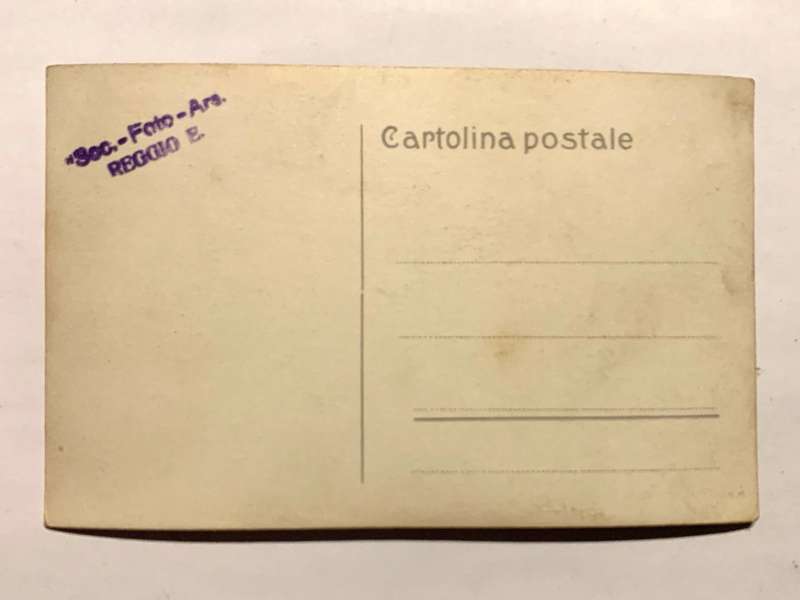 "Soc.-Foto-Ars.
REGGIO E.
Cartolina postale